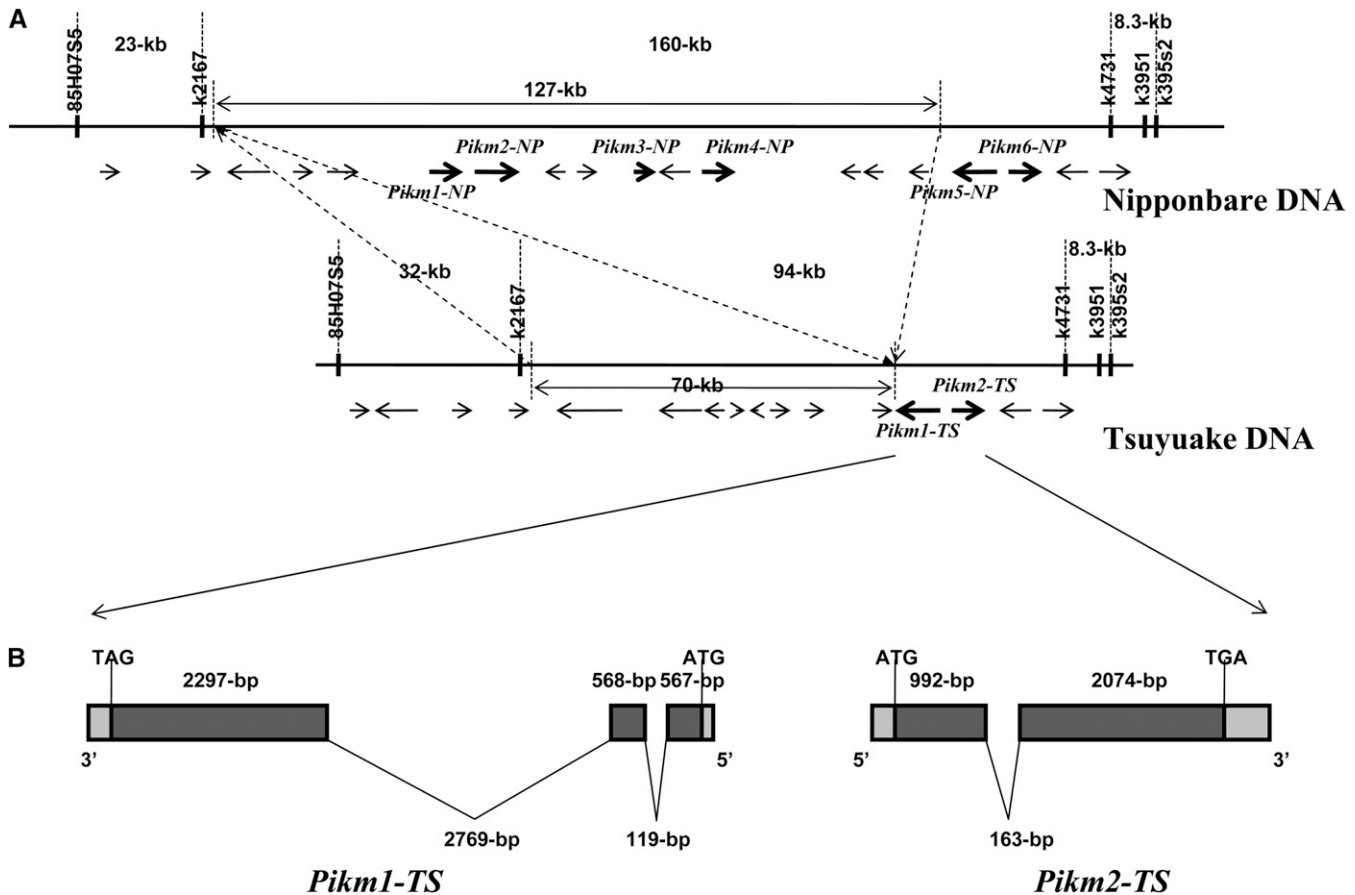 A
23-kb
160-kb
8.3-kb
85H07S5
k2167
k4731
k3951
k395s2
127-kb
Pikm2-NP
Pikm3-NP
Pikm4-NP
Pikm6-NP
Pikm1-NP
Pikm5-NP
Nipponbare DNA
32-kb
94-kb
8.3-kb
85H07S5
k2167
k4731
k3951
k395s2
70-kb
Pikm2-TS
Pikm1-TS
Tsuyuake DNA
B
TAG
ATG
ATG
TGA
2297-bp
568-bp
567-bp
992-bp
2074-bp
3’
5’
5’
3’
2769-bp
119-bp
163-bp
Pikm1-TS
Pikm2-TS